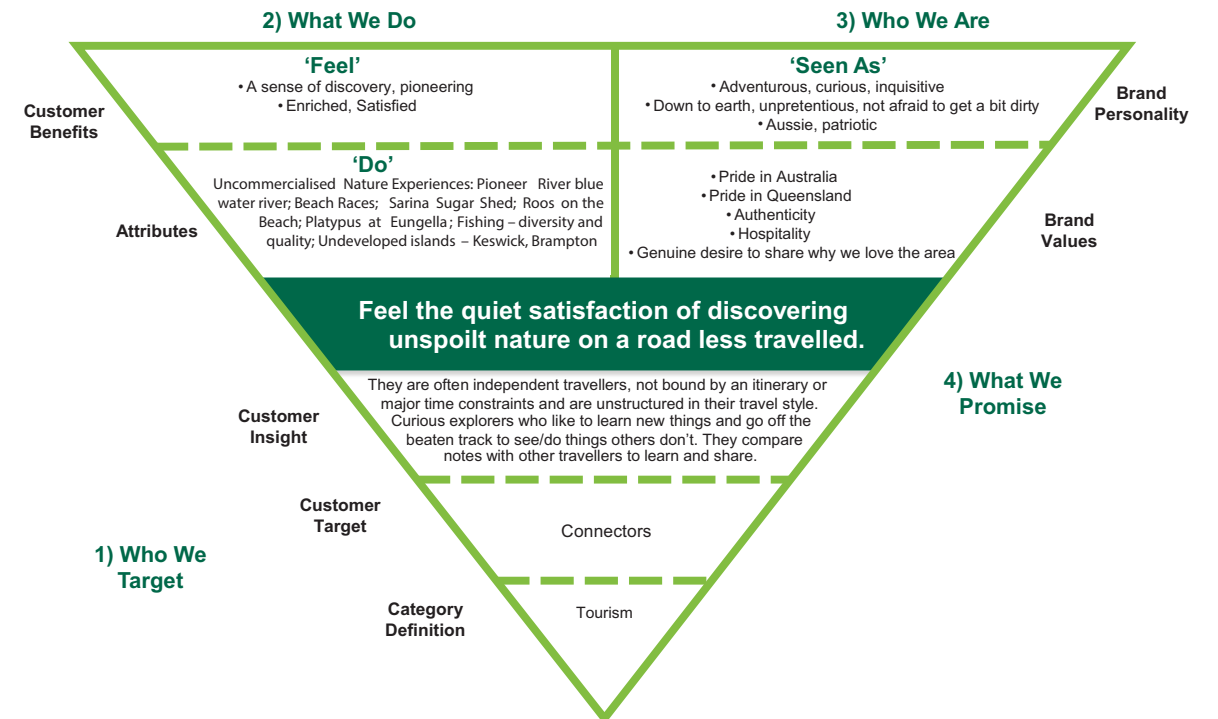 2) What We Do
3) Who We Are
Customer
Benefits
‘Feel’
• A sense of discovery, pioneering
• Enriched, Satisfied
‘Seen As’
• Adventurous, curious, inquisitive
• Down to earth, unpretentious, not afraid to get a bit dirty
• Aussie, patriotic
Brand
Personality
Attributes
‘Do’
Uncommercialised Nature Experiences: Pioneer River blue
water river; Beach Races; Sarina Sugar Shed; Roos on the
Beach; Platypus at Eungella; Fishing – diversity and
quality; Undeveloped islands – Keswick, Brampton
• Pride in Australia
• Pride in Queensland
• Authenticity
• Hospitality
• Genuine desire to share why we love the area
Brand
Values
Feel the quiet satisfaction of discovering
unspoilt nature on a road less travelled.
4) What We
Promise
Customer
Insight
They are often independent travellers, not bound by an itinerary or
major time constraints and are unstructured in their travel style.
Curious explorers who like to learn new things and go off the
beaten track to see/do things others don’t. They compare
notes with other travellers to learn and share.
Customer
Target
Connectors
1) Who We
Target
Category
Definition
Tourism